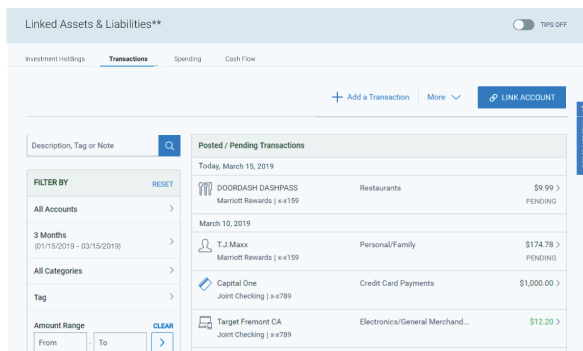 Linked Assets & Liabilities**
TIPS OFF
Investment Holdings Transactions Spending Cash Flow
+ Add a Transaction More LINK ACCOUNT
Description, Tag or Note
FILTER BY RESET
All Accounts
3 Months
(01/15/2019 - 03/15/2019)
All Categories
Tag
Amount Range CLEAR
From - To
Posted / Pending Transactions
Today, March 15, 2019
DOORDASH DASHPASS Restaurants $9.99
Marriott Rewards | x-x159 PENDING
March 10, 2019
T.J.Maxx Personal/Family $174.78
Marriott Rewards | x-x159 PENDING
Capital One Credit Card Payments $1,000.00
Joint Checking | x-x789
Target Fremont CA Electronics/General Merchand... $12.20
Joint Checking | x-x789